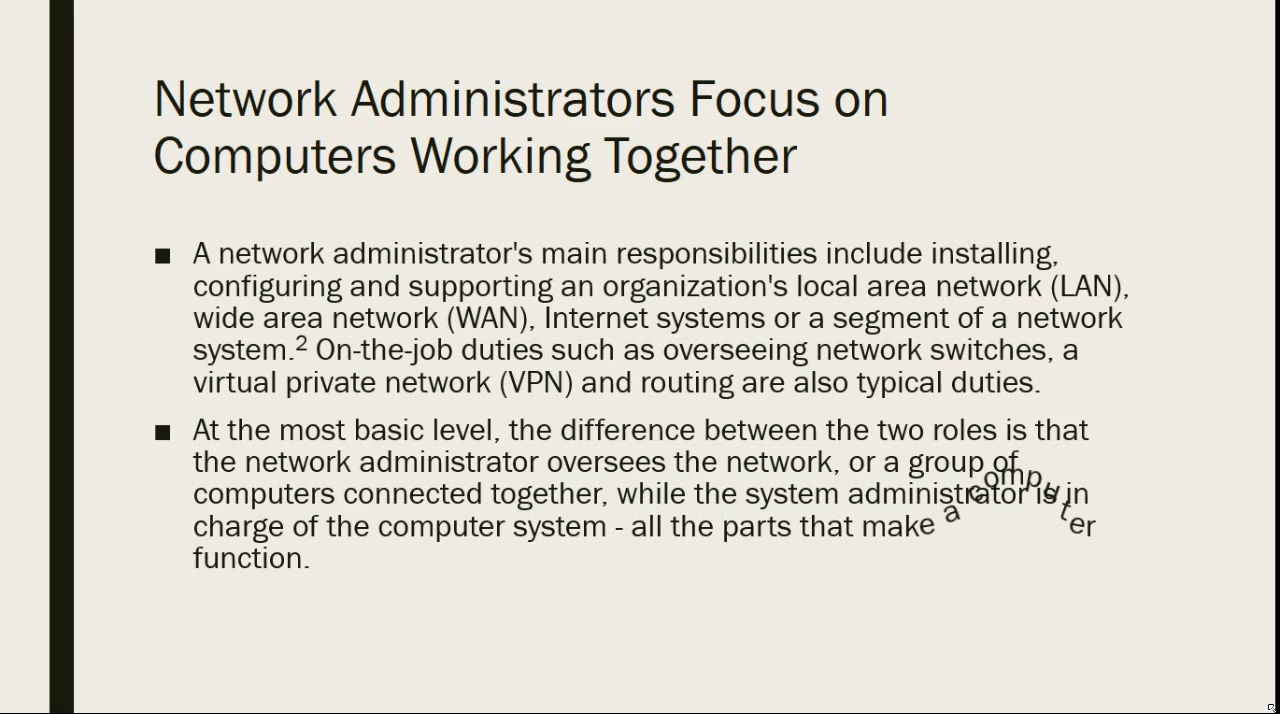 Network Administrators Focus on
Computers Working Together
■ A network administrator's main responsibilities include installing,
configuring and supporting an organization's local area network (LAN),
wide area network (WAN), Internet systems or a segment of a network
system.² On-the-job duties such as overseeing network switches, a
virtual private network (VPN) and routing are also typical duties.
■ At the most basic level, the difference between the two roles is that
the network administrator oversees the network, or a group of
computers connected together, while the system administrator is in
charge of the computer system - all the parts that make a computer
function.